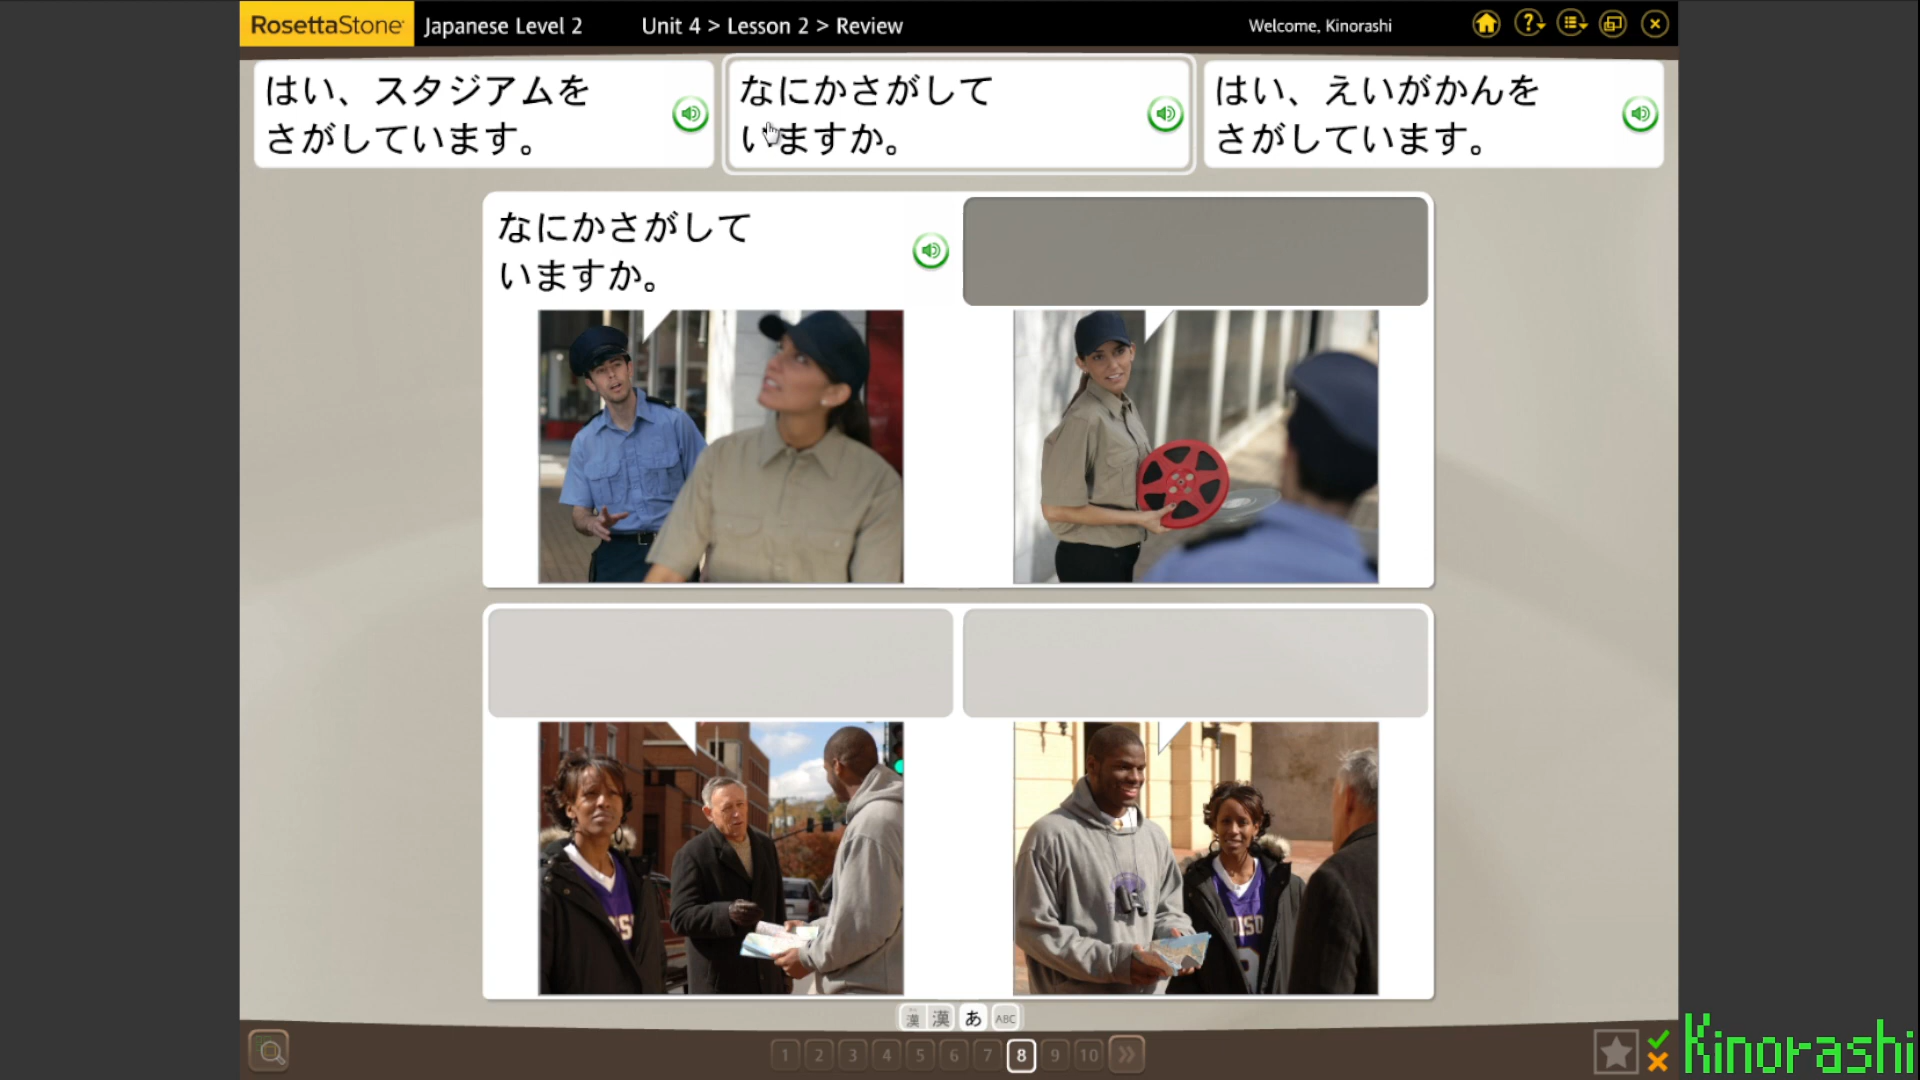 RosettaStone
Japanese Level 2
Unit 4 > Lesson 2 > Review
Welcome, Kinorashi
はい、スタジアムを
さがしています。
なにかさがして
いますか。
はい、えいがかんを
さがしています。
なにかさがして
いますか。
漢 漢 あ ABC
1 2 3 4 5 6 7 8 9 10
Kinorashi